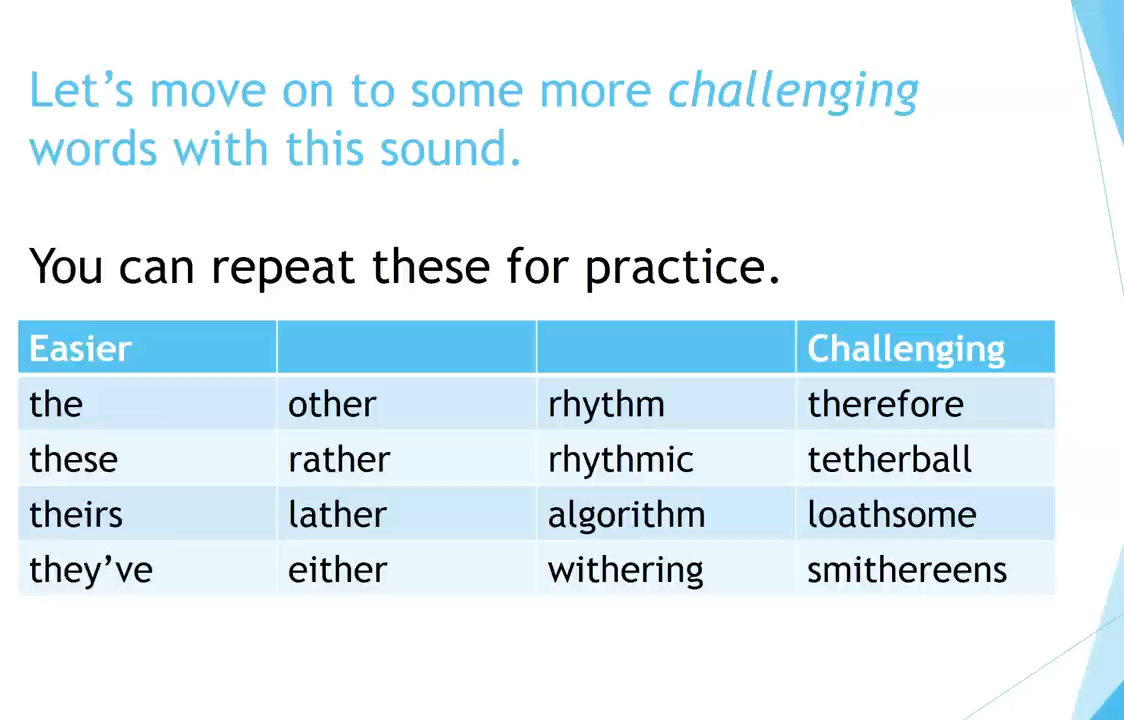 Let’s move on to some more challenging
words with this sound.
You can repeat these for practice.
Easier Challenging
the other rhythm therefore
these rather rhythmic tetherball
theirs lather algorithm loathsome
they’ve either withering smithereens